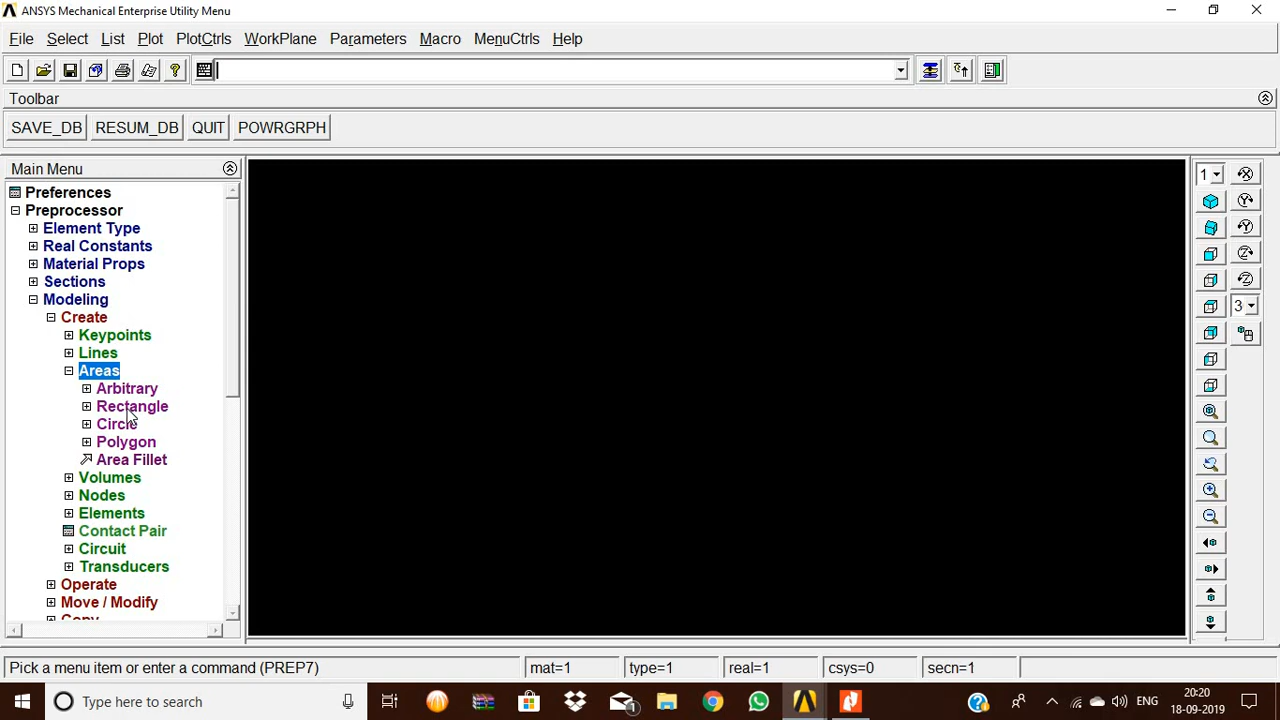 ANSYS Mechanical Enterprise Utility Menu
File Select List Plot PlotCtrls WorkPlane Parameters Macro MenuCtrls Help
Toolbar
SAVE_DB RESUM_DB QUIT POWRGRPH
Main Menu
Preferences
Preprocessor
Element Type
Real Constants
Material Props
Sections
Modeling
Create
Keypoints
Lines
Areas
Arbitrary
Rectangle
Circle
Polygon
Area Fillet
Volumes
Nodes
Elements
Contact Pair
Circuit
Transducers
Operate
Move / Modify
Copy
1
3
Pick a menu item or enter a command (PREP7) mat=1 type=1 real=1 csys=0 secn=1
Type here to search
ENG
20:20
18-09-2019